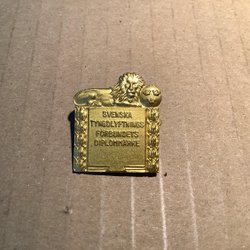 SVENSKA
TYNGDLYFTNINGS
FÖRBUNDETS
DIPLOMMÄRKE